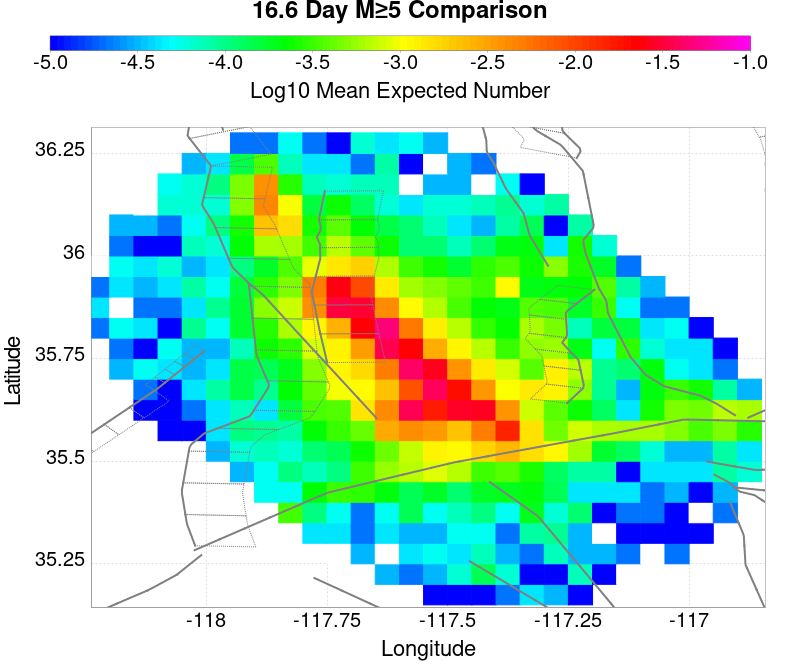 16.6 Day M≥5 Comparison
-5.0 -4.5 -4.0 -3.5 -3.0 -2.5 -2.0 -1.5 -1.0
Log10 Mean Expected Number
36.25
36
35.75
35.5
35.25
Latitude
-118 -117.75 -117.5 -117.25 -117
Longitude